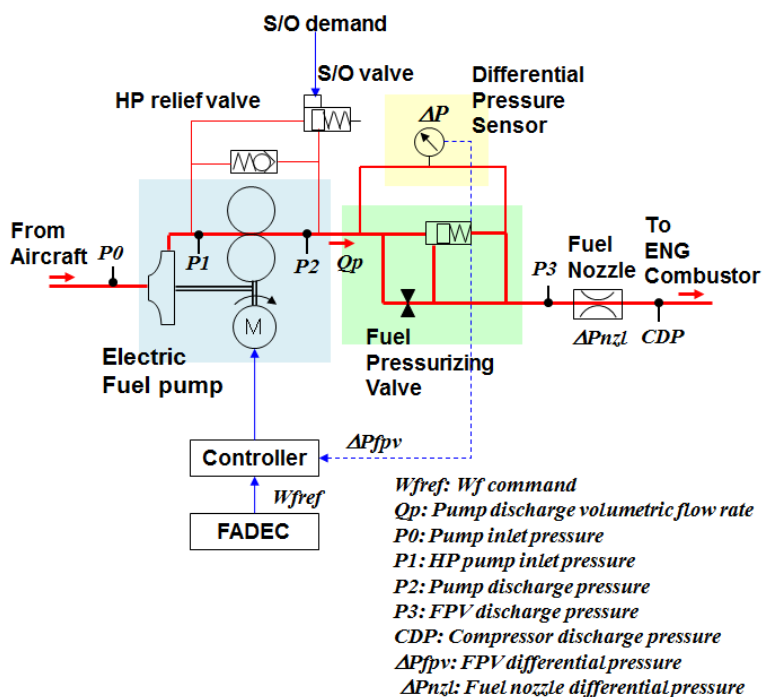 S/O demand
S/O valve
HP relief valve
Differential
Pressure
Sensor
ΔP
From
Aircraft
P0
P1
P2
Qp
P3
Fuel
Nozzle
To
ENG
Combustor
M
ΔPnzl
CDP
Fuel
Pressurizing
Valve
Electric
Fuel pump
Controller
ΔPfpv
Wfref
FADEC
Wfref: Wf command
Qp: Pump discharge volumetric flow rate
P0: Pump inlet pressure
P1: HP pump inlet pressure
P2: Pump discharge pressure
P3: FPV discharge pressure
CDP: Compressor discharge pressure
ΔPfpv: FPV differential pressure
ΔPnzl: Fuel nozzle differential pressure